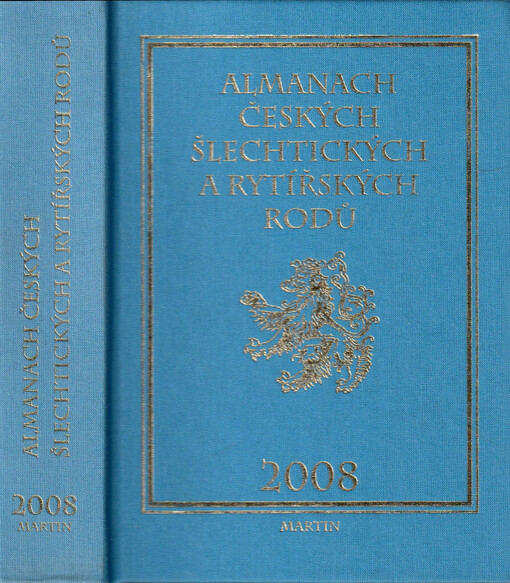 ALMANACH ČESKÝCH
ŠLECHTICKÝCH A RYTÍŘSKÝCH RODŮ
2008
MARTIN
ALMANACH
ČESKÝCH
ŠLECHTICKÝCH
A RYTÍŘSKÝCH
RODŮ
2008
MARTIN